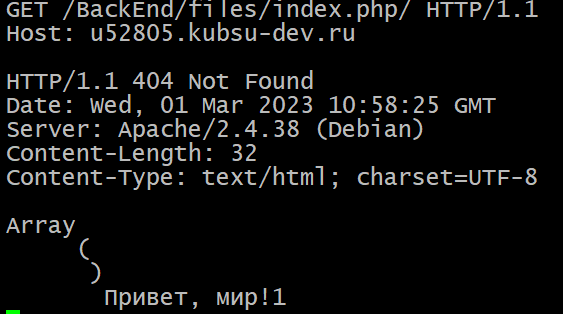 GET /BackEnd/files/index.php/ HTTP/1.1
Host: u52805.kubsu-dev.ru
HTTP/1.1 404 Not Found
Date: Wed, 01 Mar 2023 10:58:25 GMT
Server: Apache/2.4.38 (Debian)
Content-Length: 32
Content-Type: text/html; charset=UTF-8
Array
(
)
Привет, мир!1